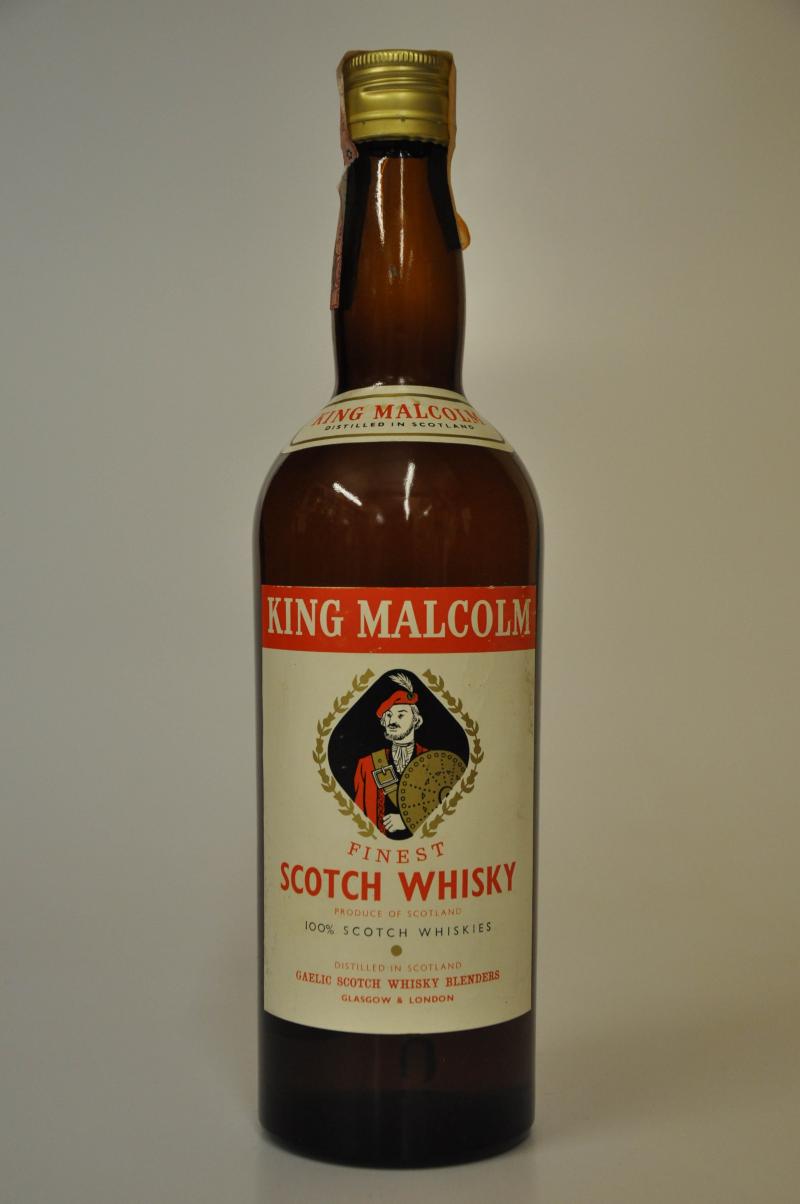 KING MALCOLM
DISTILLED IN SCOTLAND
KING MALCOLM
FINEST
SCOTCH WHISKY
PRODUCE OF SCOTLAND
100% SCOTCH WHISKIES
DISTILLED IN SCOTLAND
GAELIC SCOTCH WHISKY BLENDERS
GLASGOW & LONDON